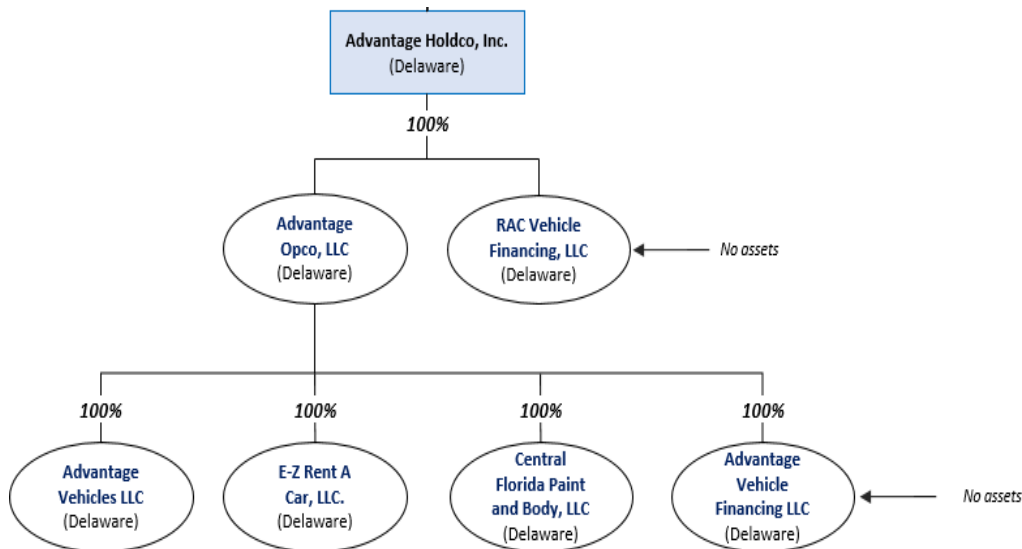 Advantage Holdco, Inc.
(Delaware)
100%
Advantage
Opco, LLC
(Delaware)
RAC Vehicle
Financing, LLC
(Delaware)
No assets
100%
100%
100%
100%
Advantage
Vehicles LLC
(Delaware)
E-Z Rent A
Car, LLC.
(Delaware)
Central
Florida Paint
and Body, LLC
(Delaware)
Advantage
Vehicle
Financing LLC
(Delaware)
No assets